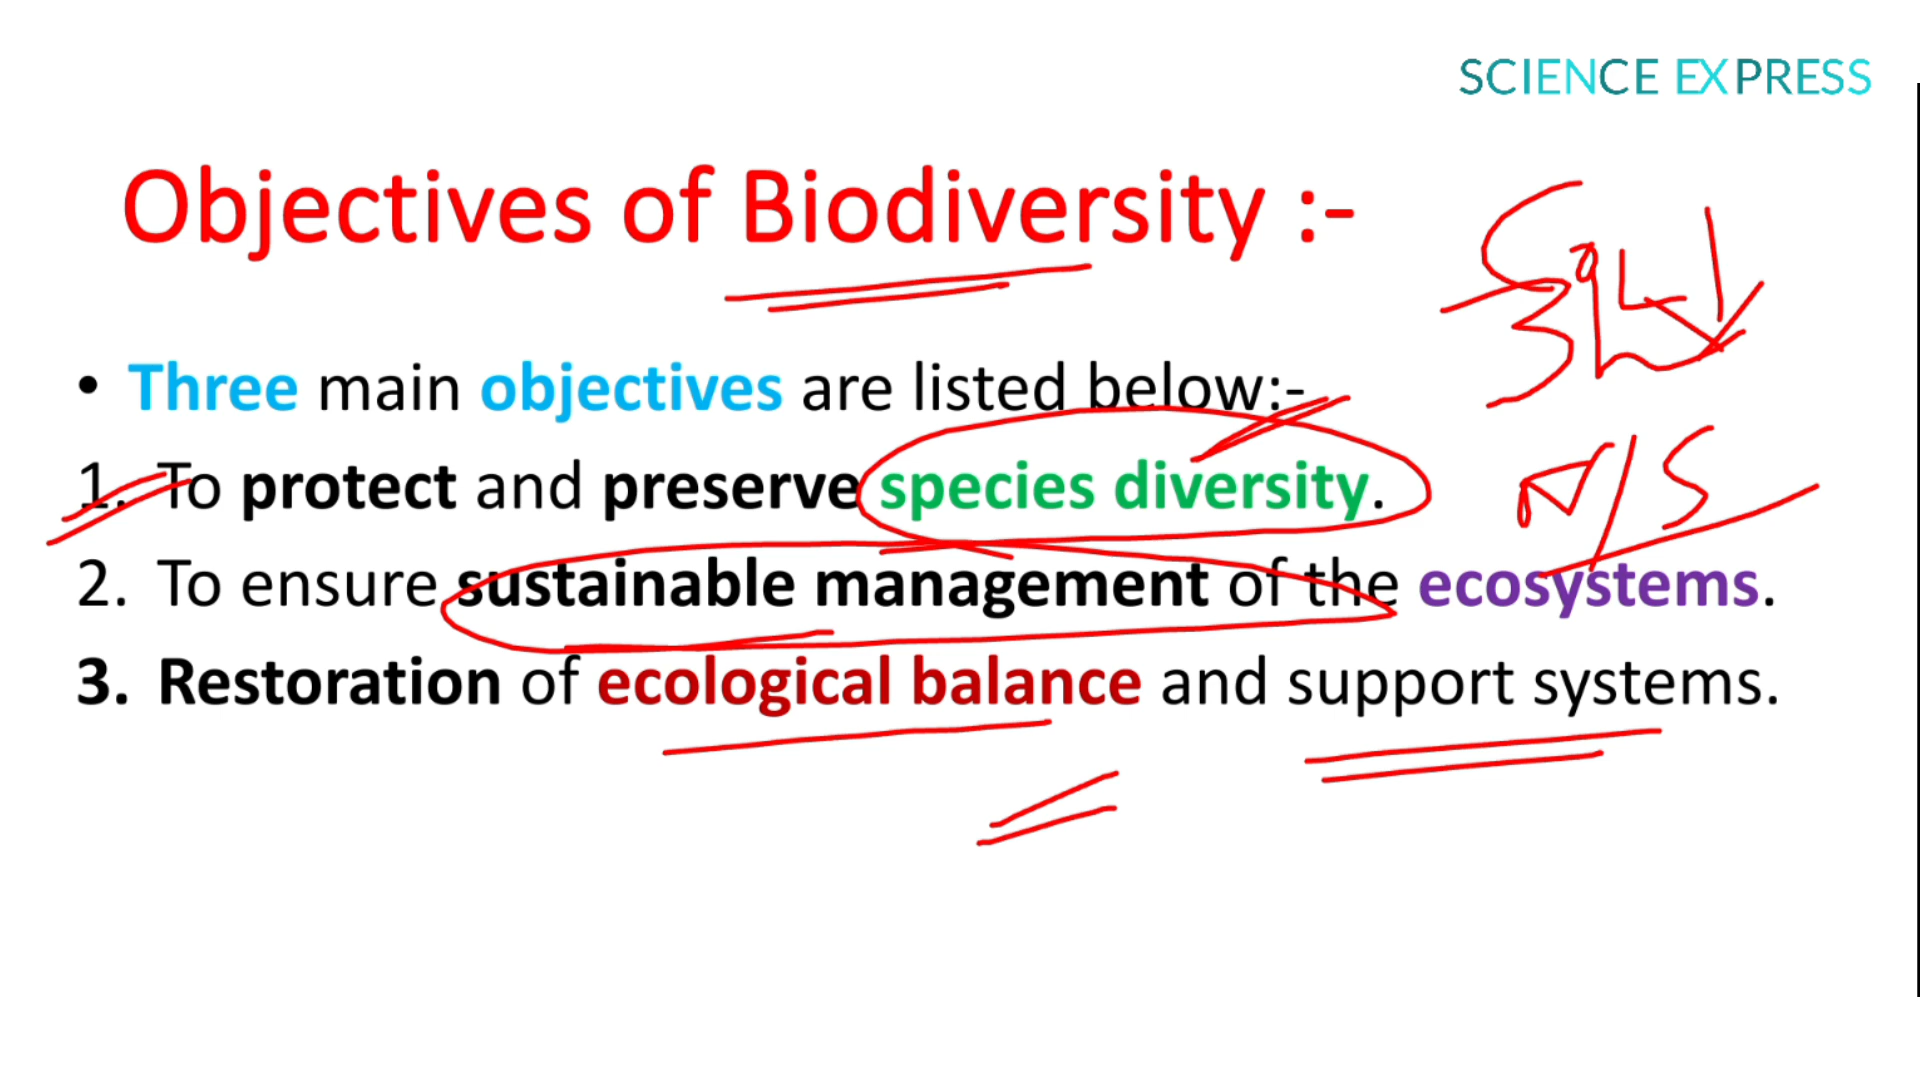 SCIENCE EXPRESS
Objectives of Biodiversity :-
• Three main objectives are listed below:-
1. To protect and preserve species diversity.
2. To ensure sustainable management of the ecosystems.
3. Restoration of ecological balance and support systems.